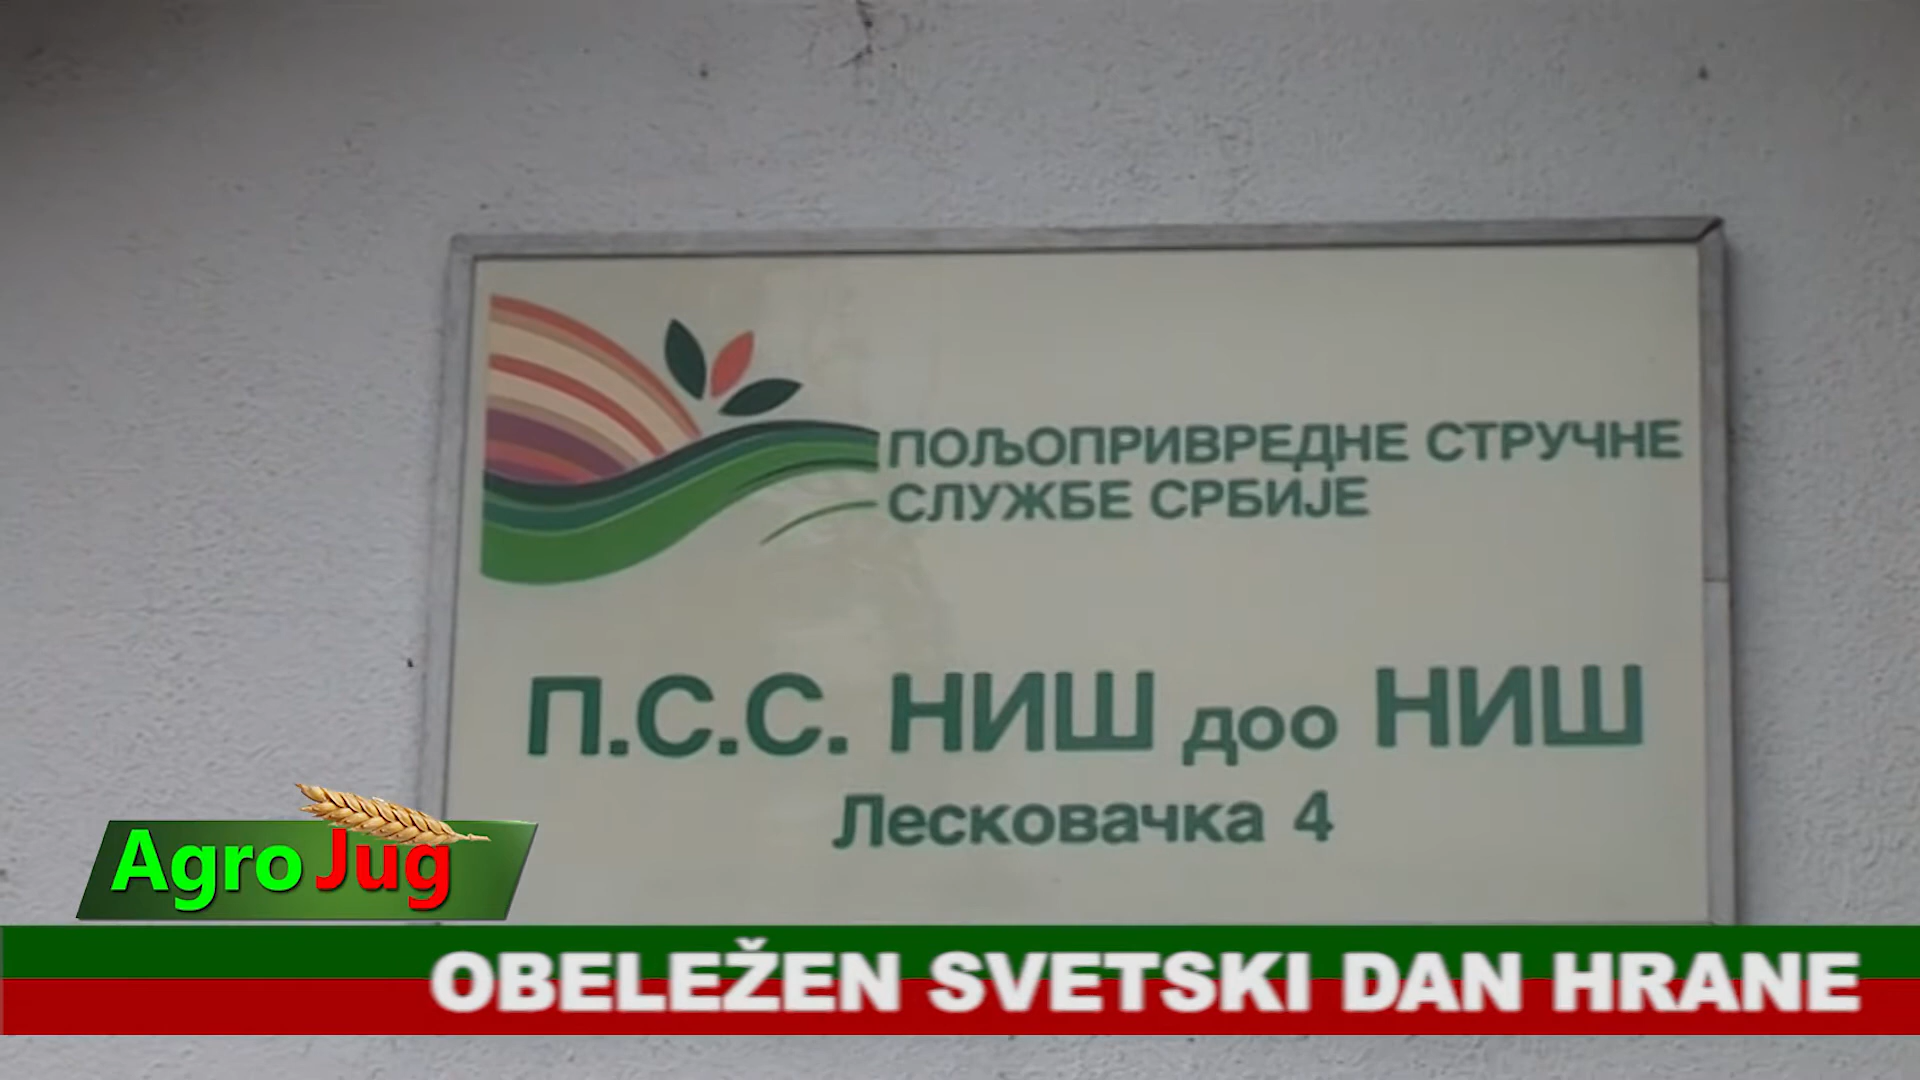 ПОЉОПРИВРЕДНЕ СТРУЧНЕ
СЛУЖБЕ СРБИЈЕ
П.С.С. НИШ доо НИШ
Лесковачка 4
Agro Jug
OBELEŽEN SVETSKI DAN HRANE